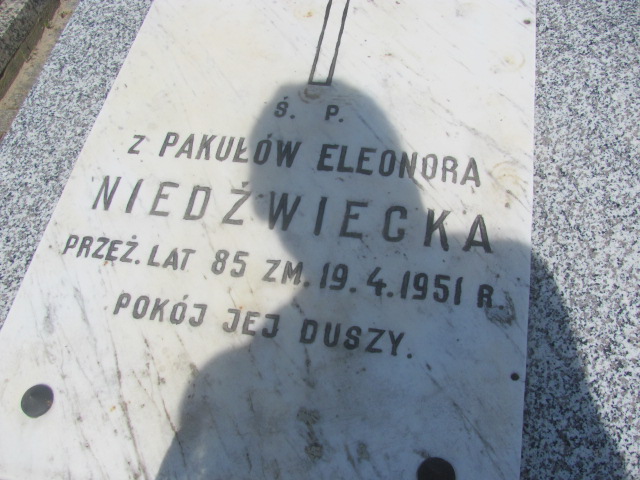 Ś. P.
Z PAKUŁÓW ELEONORA
NIEDŹWIECKA
PRZEŻ. LAT 85 ZM. 19. 4. 1951 R.
POKÓJ JEJ DUSZY.